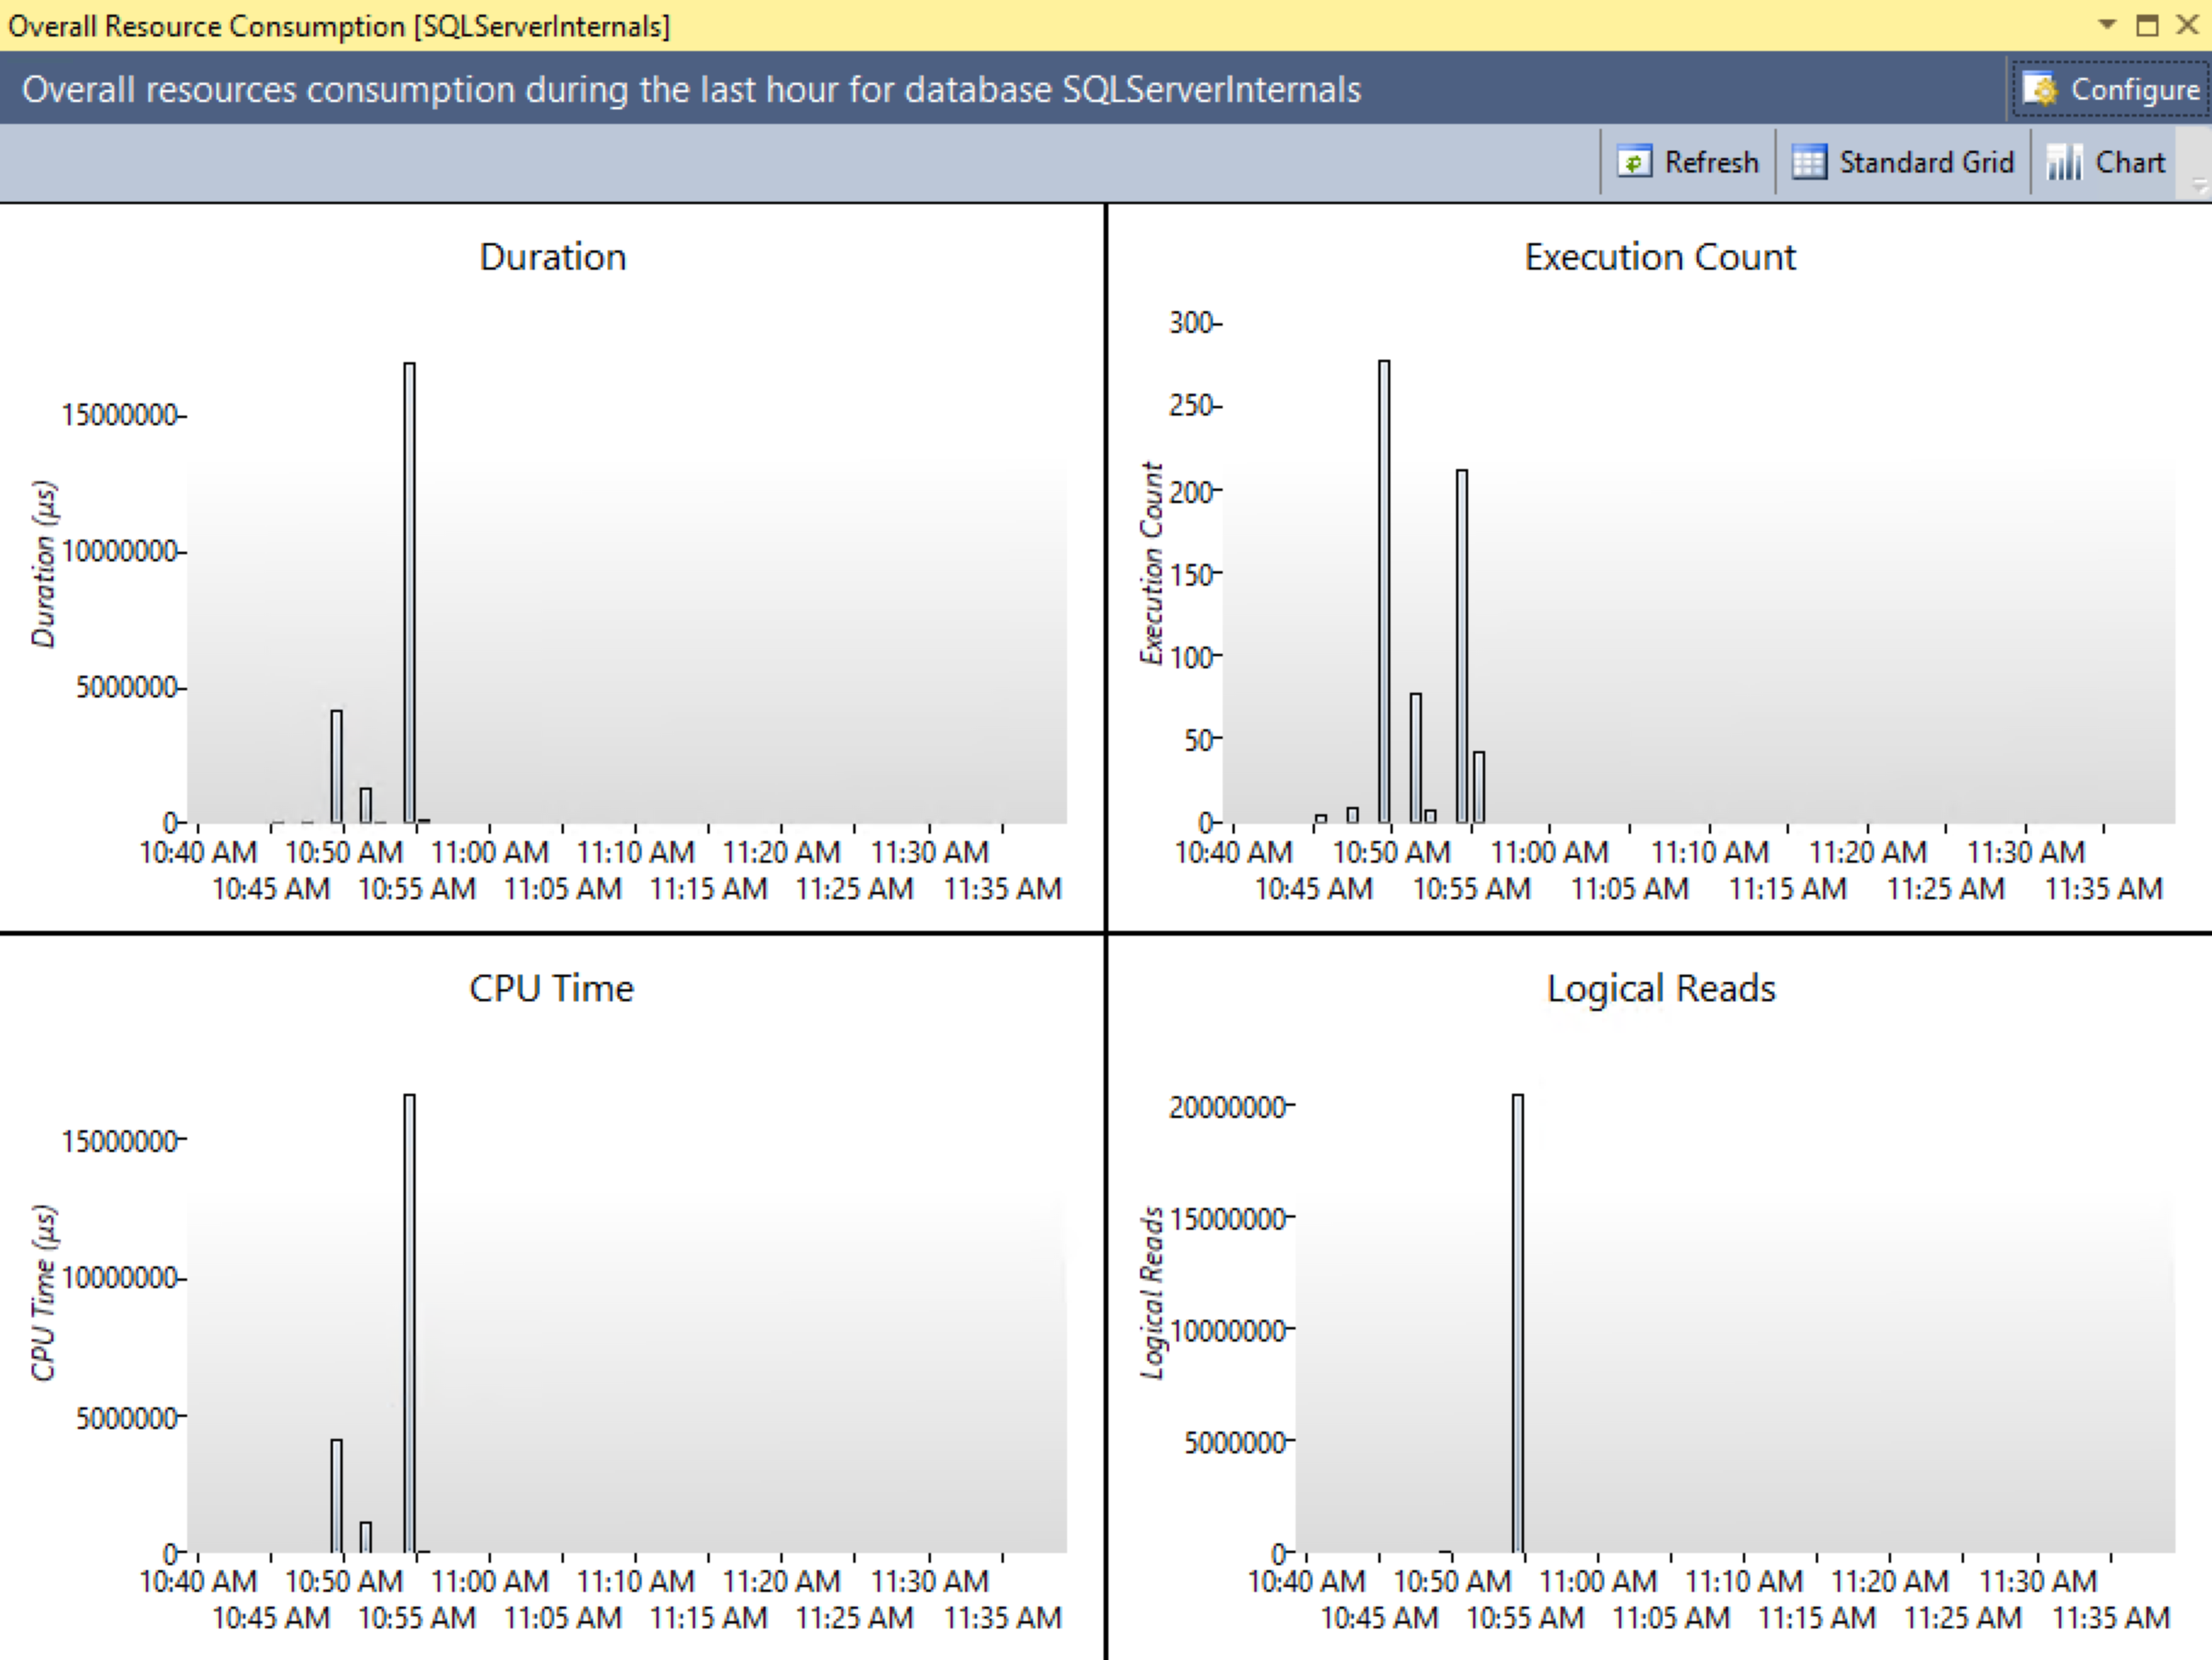 Overall Resource Consumption [SQLServerInternals]
Overall resources consumption during the last hour for database SQLServerInternals
Configure
Refresh
Standard Grid
Chart
Duration
Duration (µs)
15000000
10000000
5000000
0
10:40 AM 10:50 AM 11:00 AM 11:10 AM 11:20 AM 11:30 AM
10:45 AM 10:55 AM 11:05 AM 11:15 AM 11:25 AM 11:35 AM
Execution Count
Execution Count
300
250
200
150
100
50
0
10:40 AM 10:50 AM 11:00 AM 11:10 AM 11:20 AM 11:30 AM
10:45 AM 10:55 AM 11:05 AM 11:15 AM 11:25 AM 11:35 AM
CPU Time
CPU Time (µs)
15000000
10000000
5000000
0
10:40 AM 10:50 AM 11:00 AM 11:10 AM 11:20 AM 11:30 AM
10:45 AM 10:55 AM 11:05 AM 11:15 AM 11:25 AM 11:35 AM
Logical Reads
Logical Reads
20000000
15000000
10000000
5000000
0
10:40 AM 10:50 AM 11:00 AM 11:10 AM 11:20 AM 11:30 AM
10:45 AM 10:55 AM 11:05 AM 11:15 AM 11:25 AM 11:35 AM